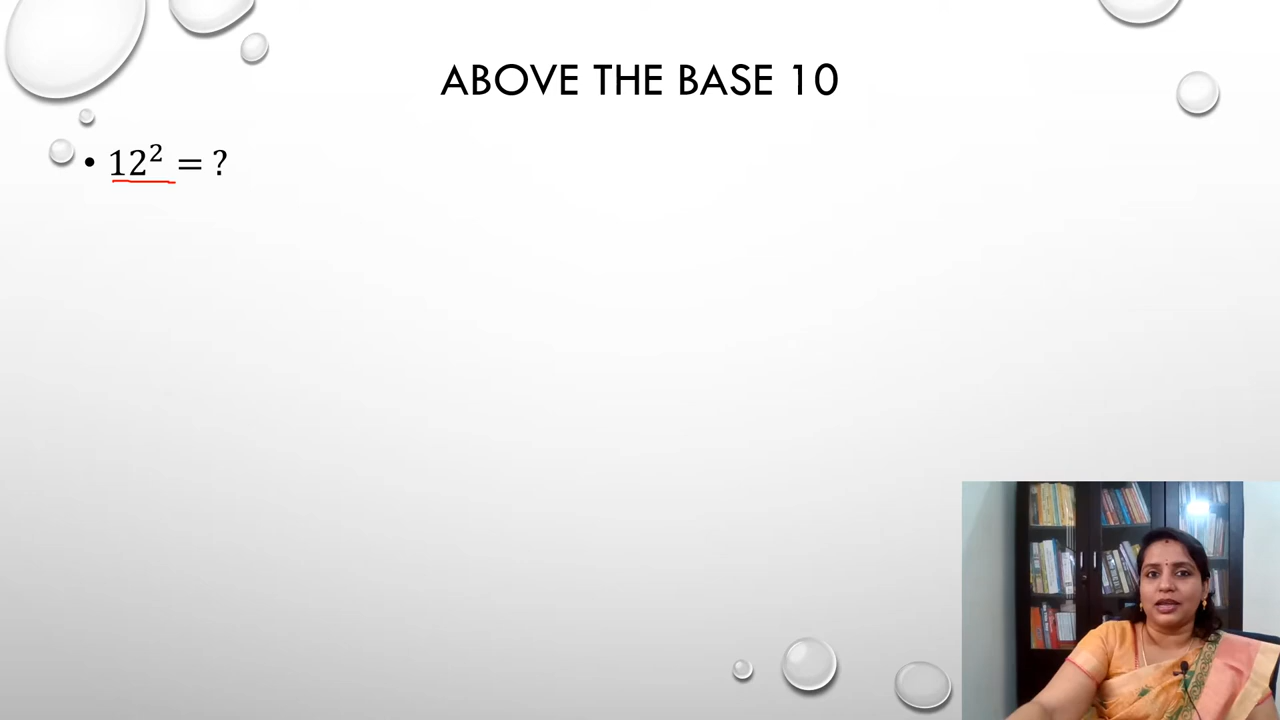 ABOVE THE BASE 10
• 12² = ?